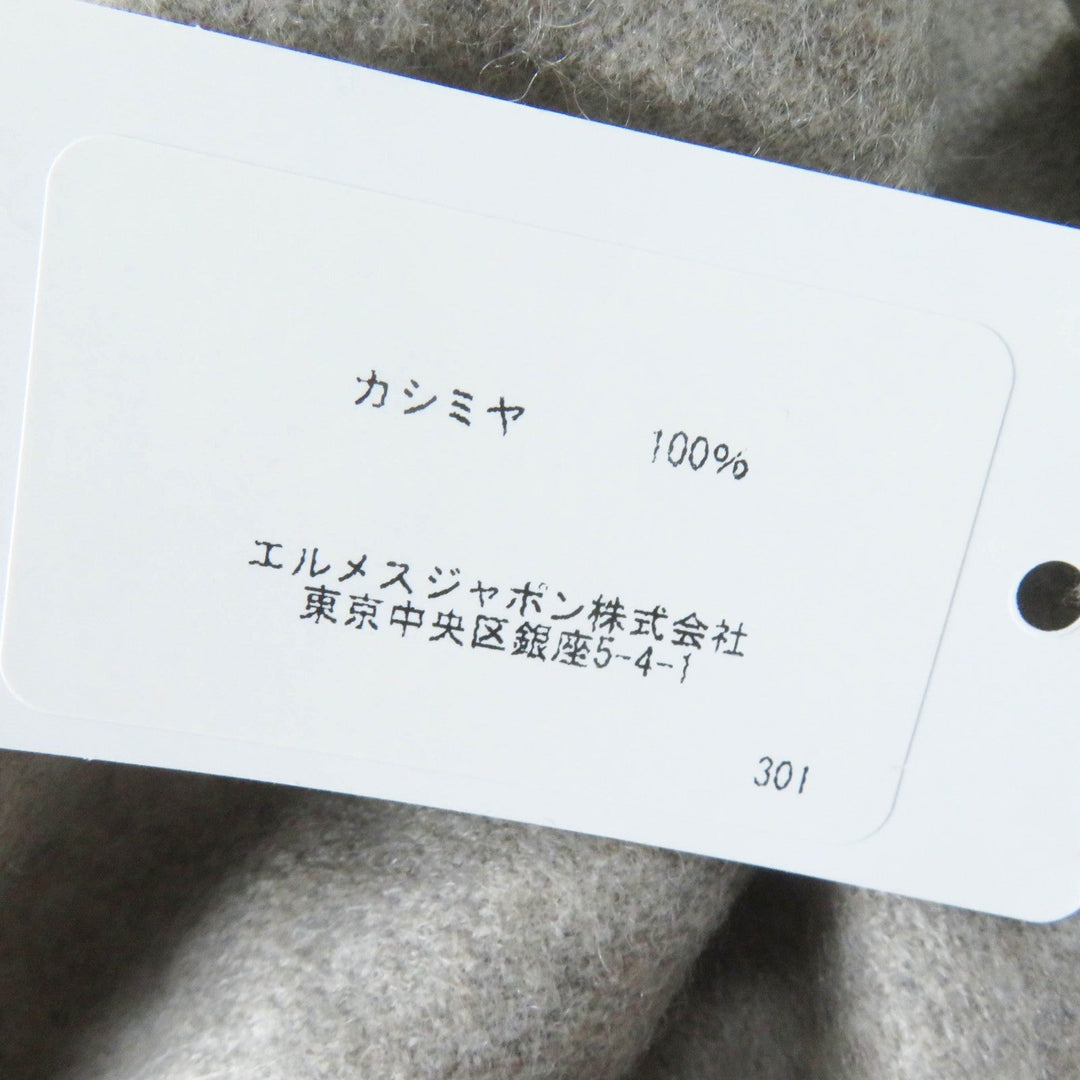 カシミヤ 100%
エルメスジャポン株式会社
東京中央区銀座5-4-1
301